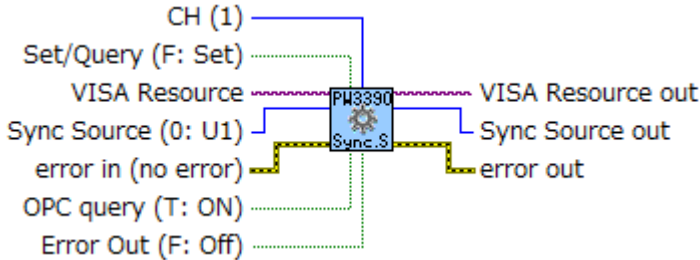 CH (1)
Set/Query (F: Set)
VISA Resource
PW3390
VISA Resource out
Sync Source (0: U1)
Sync Source out
Sync.S
error in (no error)
error out
OPC query (T: ON)
Error Out (F: Off)